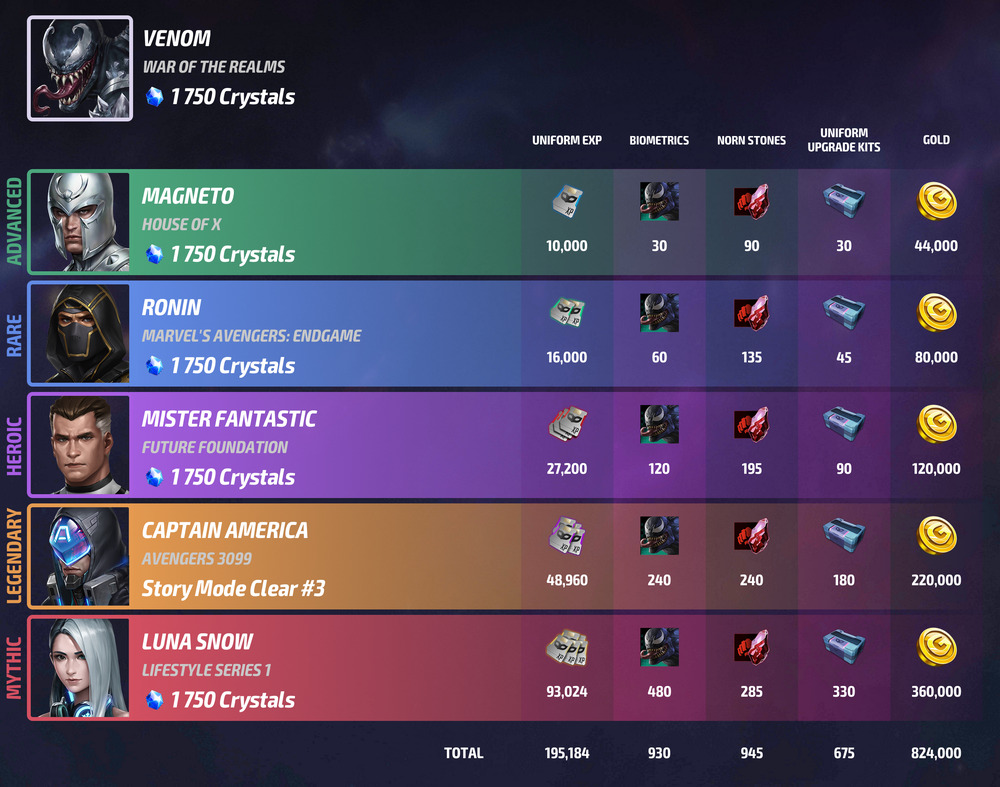 VENOM
WAR OF THE REALMS
1 750 Crystals
UNIFORM EXP BIOMETRICS NORN STONES UNIFORM UPGRADE KITS GOLD
ADVANCED
MAGNETO
HOUSE OF X
1 750 Crystals
10,000 30 90 30 44,000
RARE
RONIN
MARVEL'S AVENGERS: ENDGAME
1 750 Crystals
16,000 60 135 45 80,000
HEROIC
MISTER FANTASTIC
FUTURE FOUNDATION
1 750 Crystals
27,200 120 195 90 120,000
LEGENDARY
CAPTAIN AMERICA
AVENGERS 3099
Story Mode Clear #3
48,960 240 240 180 220,000
MYTHIC
LUNA SNOW
LIFESTYLE SERIES 1
1 750 Crystals
93,024 480 285 330 360,000
TOTAL 195,184 930 945 675 824,000